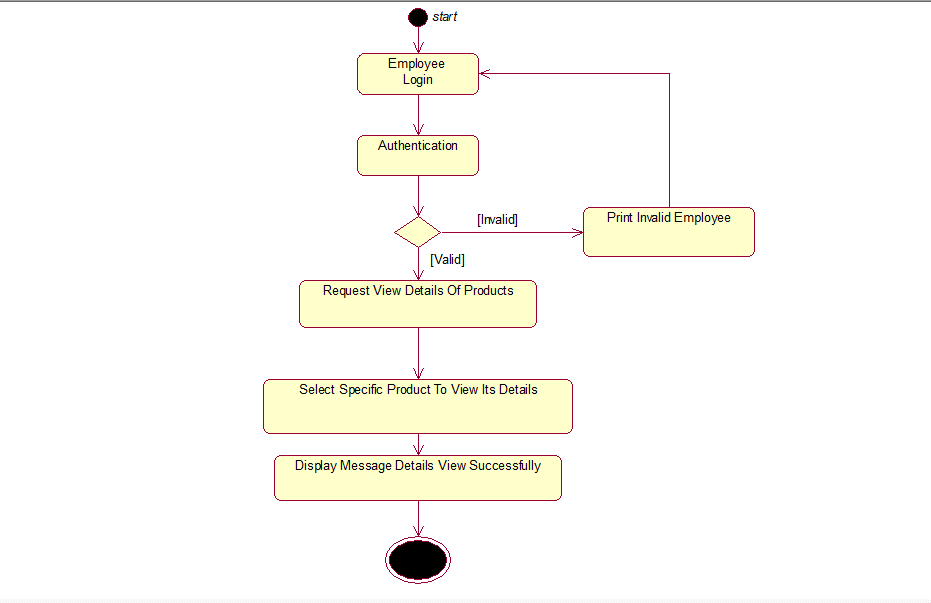 start
Employee
Login
Authentication
[Invalid]
Print Invalid Employee
[Valid]
Request View Details Of Products
Select Specific Product To View Its Details
Display Message Details View Successfully